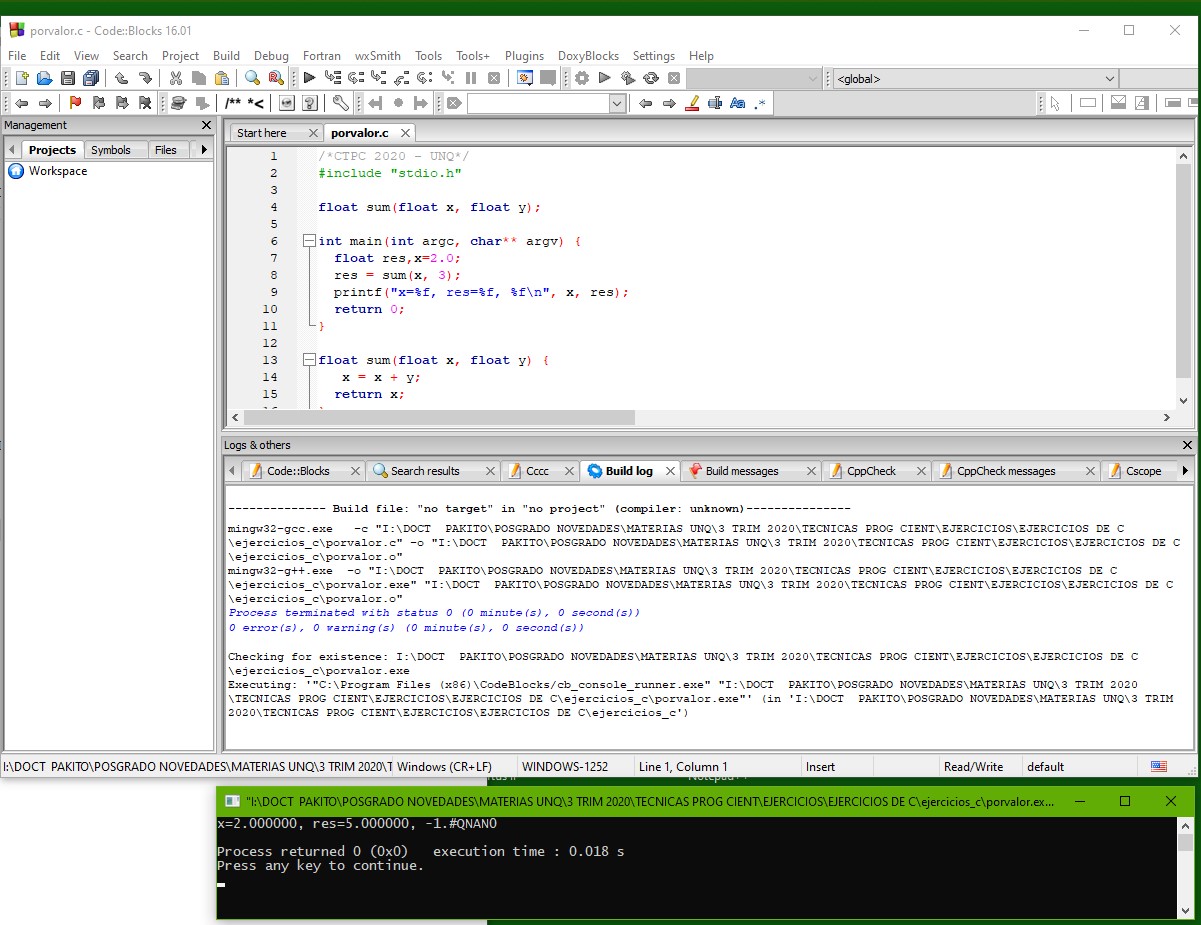 porvalor.c - Code::Blocks 16.01
File Edit View Search Project Build Debug Fortran wxSmith Tools Tools+ Plugins DoxyBlocks Settings Help
<global>
/** *<
Aa .*
Management
Start here porvalor.c
Projects Symbols Files
Workspace
1 /*CTPC 2020 - UNQ*/
2 #include "stdio.h"
3
4 float sum(float x, float y);
5
6 int main(int argc, char** argv) {
7 float res,x=2.0;
8 res = sum(x, 3);
9 printf("x=%f, res=%f, %f\n", x, res);
10 return 0;
11 }
12
13 float sum(float x, float y) {
14 x = x + y;
15 return x;
16 }
Logs & others
Code::Blocks Search results Cccc Build log Build messages CppCheck CppCheck messages Cscope
-------------- Build file: "no target" in "no project" (compiler: unknown)---------------
mingw32-gcc.exe -c "I:\DOCT PAKITO\POSGRADO NOVEDADES\MATERIAS UNQ\3 TRIM 2020\TECNICAS PROG CIENT\EJERCICIOS\EJERCICIOS DE C
\ejercicios_c\porvalor.c" -o "I:\DOCT PAKITO\POSGRADO NOVEDADES\MATERIAS UNQ\3 TRIM 2020\TECNICAS PROG CIENT\EJERCICIOS\EJERCICIOS DE C
\ejercicios_c\porvalor.o"
mingw32-g++.exe -o "I:\DOCT PAKITO\POSGRADO NOVEDADES\MATERIAS UNQ\3 TRIM 2020\TECNICAS PROG CIENT\EJERCICIOS\EJERCICIOS DE C
\ejercicios_c\porvalor.exe" "I:\DOCT PAKITO\POSGRADO NOVEDADES\MATERIAS UNQ\3 TRIM 2020\TECNICAS PROG CIENT\EJERCICIOS\EJERCICIOS DE C
\ejercicios_c\porvalor.o"
Process terminated with status 0 (0 minute(s), 0 second(s))
0 error(s), 0 warning(s) (0 minute(s), 0 second(s))
Checking for existence: I:\DOCT PAKITO\POSGRADO NOVEDADES\MATERIAS UNQ\3 TRIM 2020\TECNICAS PROG CIENT\EJERCICIOS\EJERCICIOS DE C
\ejercicios_c\porvalor.exe
Executing: '"C:\Program Files (x86)\CodeBlocks/cb_console_runner.exe" "I:\DOCT PAKITO\POSGRADO NOVEDADES\MATERIAS UNQ\3 TRIM 2020
\TECNICAS PROG CIENT\EJERCICIOS\EJERCICIOS DE C\ejercicios_c\porvalor.exe"' (in 'I:\DOCT PAKITO\POSGRADO NOVEDADES\MATERIAS UNQ\3 TRIM
2020\TECNICAS PROG CIENT\EJERCICIOS\EJERCICIOS DE C\ejercicios_c')
I:\DOCT PAKITO\POSGRADO NOVEDADES\MATERIAS UNQ\3 TRIM 2020\T Windows (CR+LF) WINDOWS-1252 Line 1, Column 1 Insert Read/Write default
Notepad++
"I:\DOCT PAKITO\POSGRADO NOVEDADES\MATERIAS UNQ\3 TRIM 2020\TECNICAS PROG CIENT\EJERCICIOS\EJERCICIOS DE C\ejercicios_c\porvalor.ex...
x=2.000000, res=5.000000, -1.#QNAN0
Process returned 0 (0x0) execution time : 0.018 s
Press any key to continue.